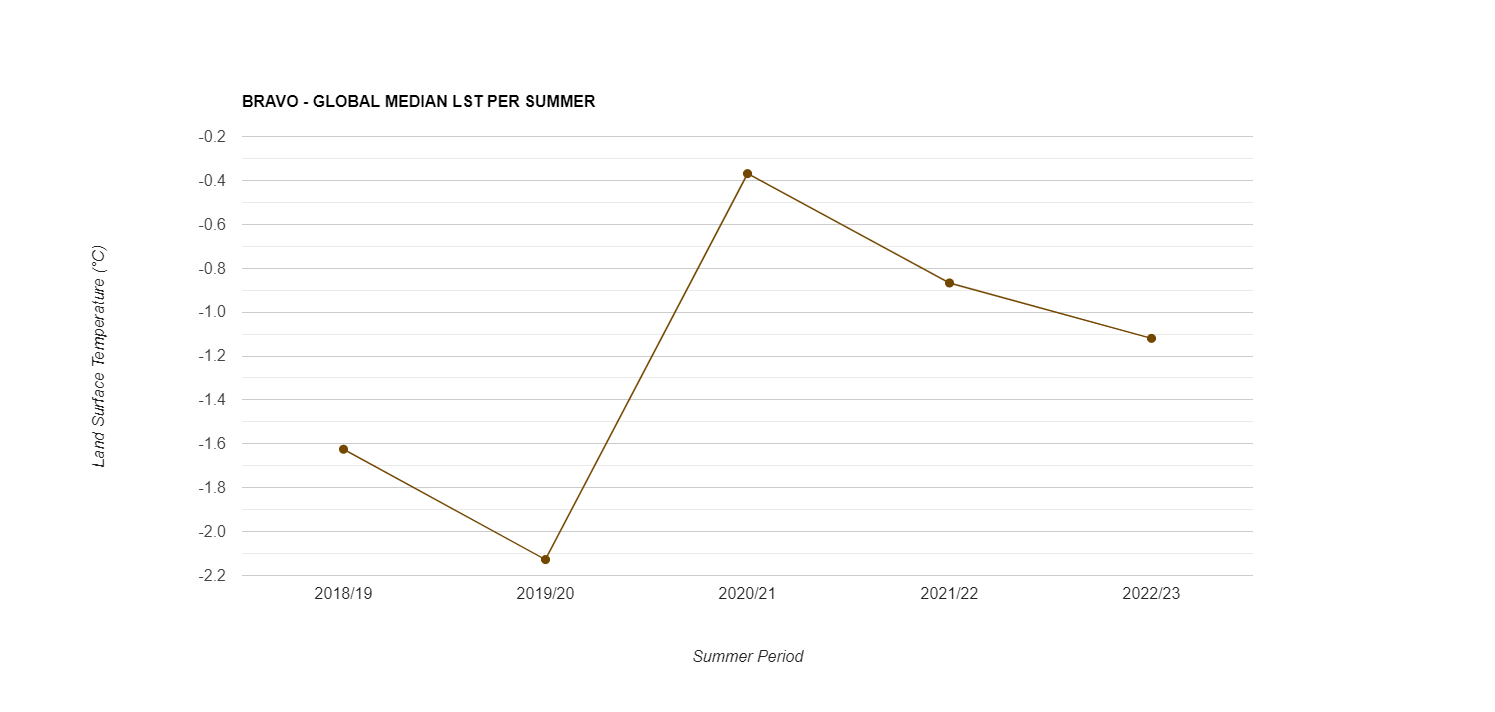 BRAVO - GLOBAL MEDIAN LST PER SUMMER
-0.2
-0.4
-0.6
-0.8
-1.0
-1.2
-1.4
-1.6
-1.8
-2.0
-2.2
Land Surface Temperature (°C)
2018/19 2019/20 2020/21 2021/22 2022/23
Summer Period